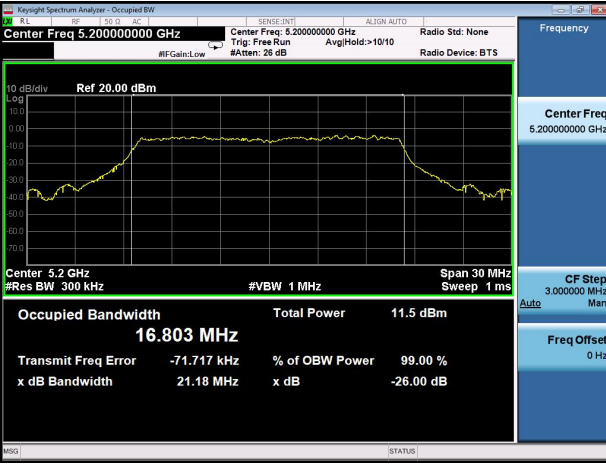 Keysight Spectrum Analyzer - Occupied BW
RL RF 50 Ω AC SENSE:INT ALIGN AUTO
Center Freq 5.200000000 GHz
Center Freq: 5.200000000 GHz
Radio Std: None
Trig: Free Run Avg|Hold:>10/10
#IFGain:Low #Atten: 26 dB Radio Device: BTS
Frequency
10 dB/div Ref 20.00 dBm
Log
10.0
0.00
-10.0
-20.0
-30.0
-40.0
-50.0
-60.0
-70.0
Center 5.2 GHz Span 30 MHz
#Res BW 300 kHz #VBW 1 MHz Sweep 1 ms
Occupied Bandwidth Total Power 11.5 dBm
16.803 MHz
Transmit Freq Error -71.717 kHz % of OBW Power 99.00 %
x dB Bandwidth 21.18 MHz x dB -26.00 dB
Center Freq
5.200000000 GHz
CF Step
3.000000 MHz
Auto Man
Freq Offset
0 Hz
MSG STATUS